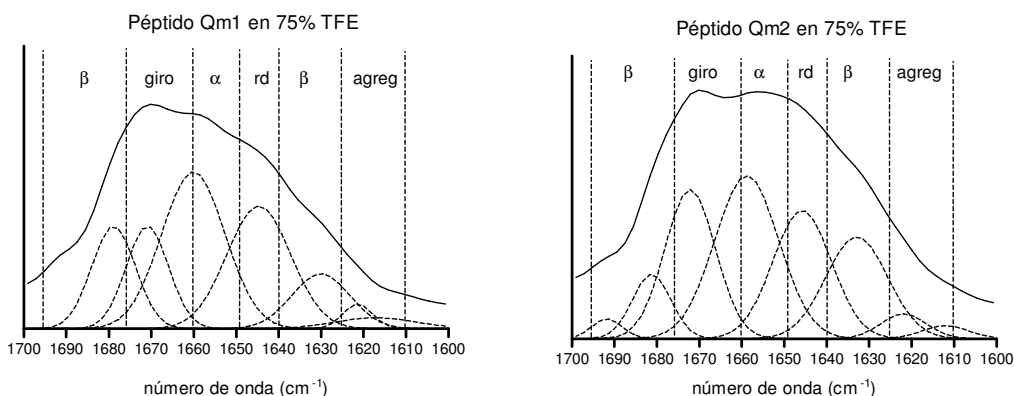 Péptido Qm1 en 75% TFE
β giro α rd β agreg
1700 1690 1680 1670 1660 1650 1640 1630 1620 1610 1600
número de onda (cm⁻¹)
Péptido Qm2 en 75% TFE
β giro α rd β agreg
1700 1690 1680 1670 1660 1650 1640 1630 1620 1610 1600
número de onda (cm⁻¹)